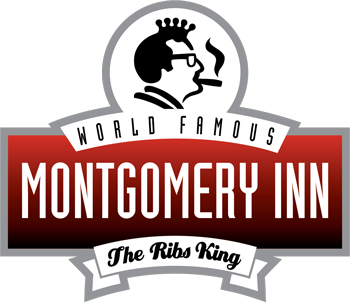 WORLD FAMOUS
MONTGOMERY INN
The Ribs King